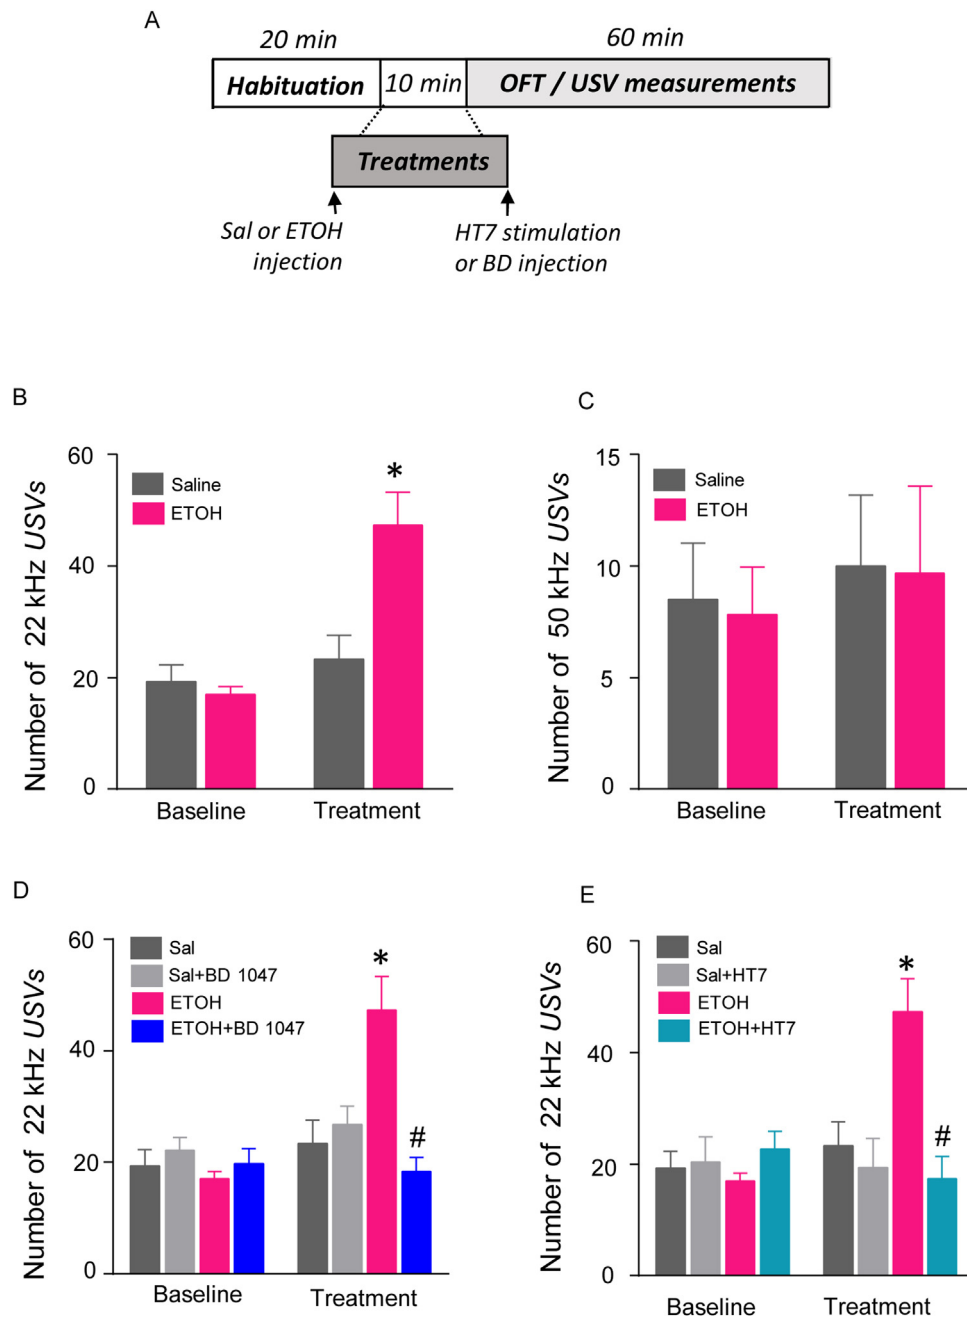 A
20 min
60 min
Habituation
10 min
OFT / USV measurements
Treatments
Sal or ETOH
injection
HT7 stimulation
or BD injection
B
Number of 22 kHz USVs
60
40
20
0
Saline
ETOH
*
Baseline
Treatment
C
Number of 50 kHz USVs
15
10
5
0
Saline
ETOH
Baseline
Treatment
D
Number of 22 kHz USVs
60
40
20
0
Sal
Sal+BD 1047
ETOH
ETOH+BD 1047
*
#
Baseline
Treatment
E
Number of 22 kHz USVs
60
40
20
0
Sal
Sal+HT7
ETOH
ETOH+HT7
*
#
Baseline
Treatment